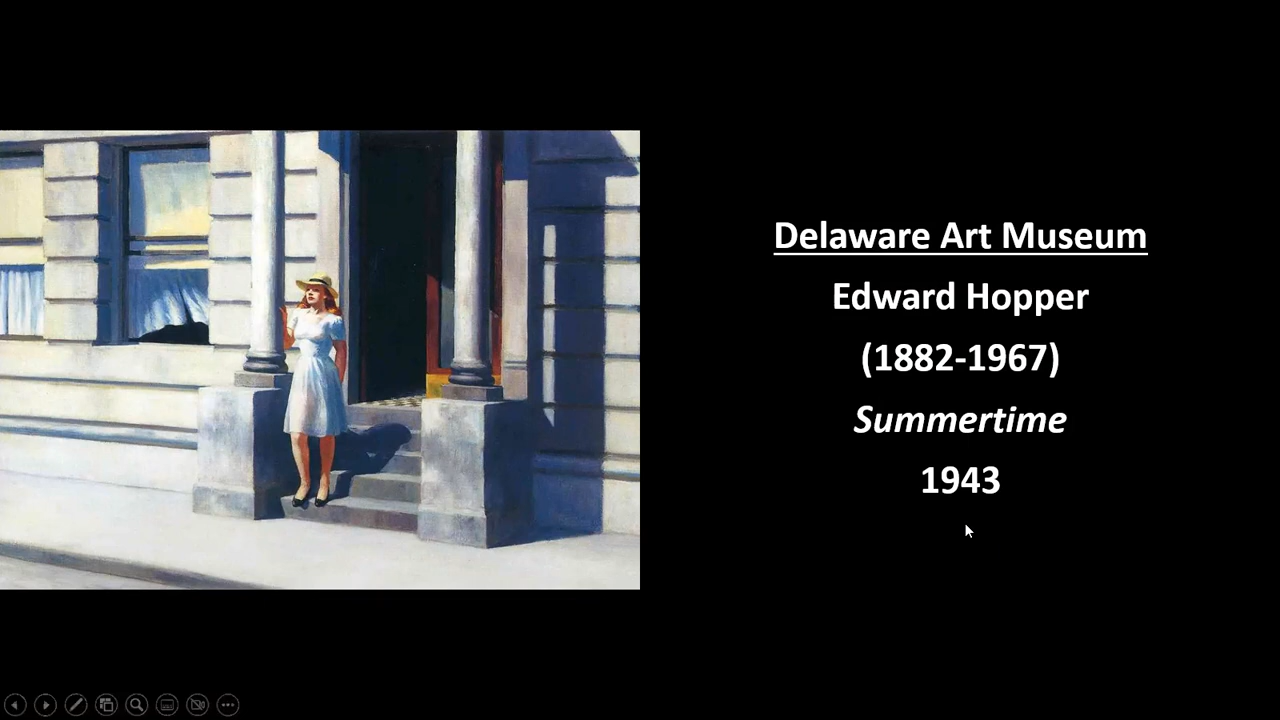 Delaware Art Museum
Edward Hopper
(1882-1967)
Summertime
1943